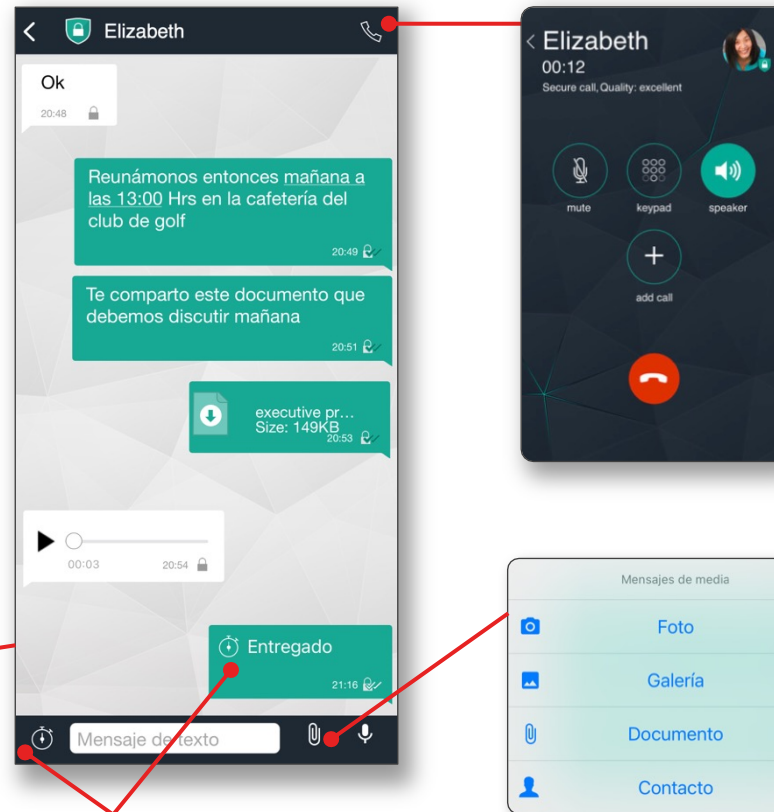 Elizabeth
Ok
20:48
Reunámonos entonces mañana a
las 13:00 Hrs en la cafetería del
club de golf
20:49
Te comparto este documento que
debemos discutir mañana
20:51
executive pr...
Size: 149KB
20:53
00:03
20:54
Entregado
21:16
Mensaje de texto
Elizabeth
00:12
Secure call, Quality: excellent
mute
keypad
speaker
add call
Mensajes de media
Foto
Galería
Documento
Contacto